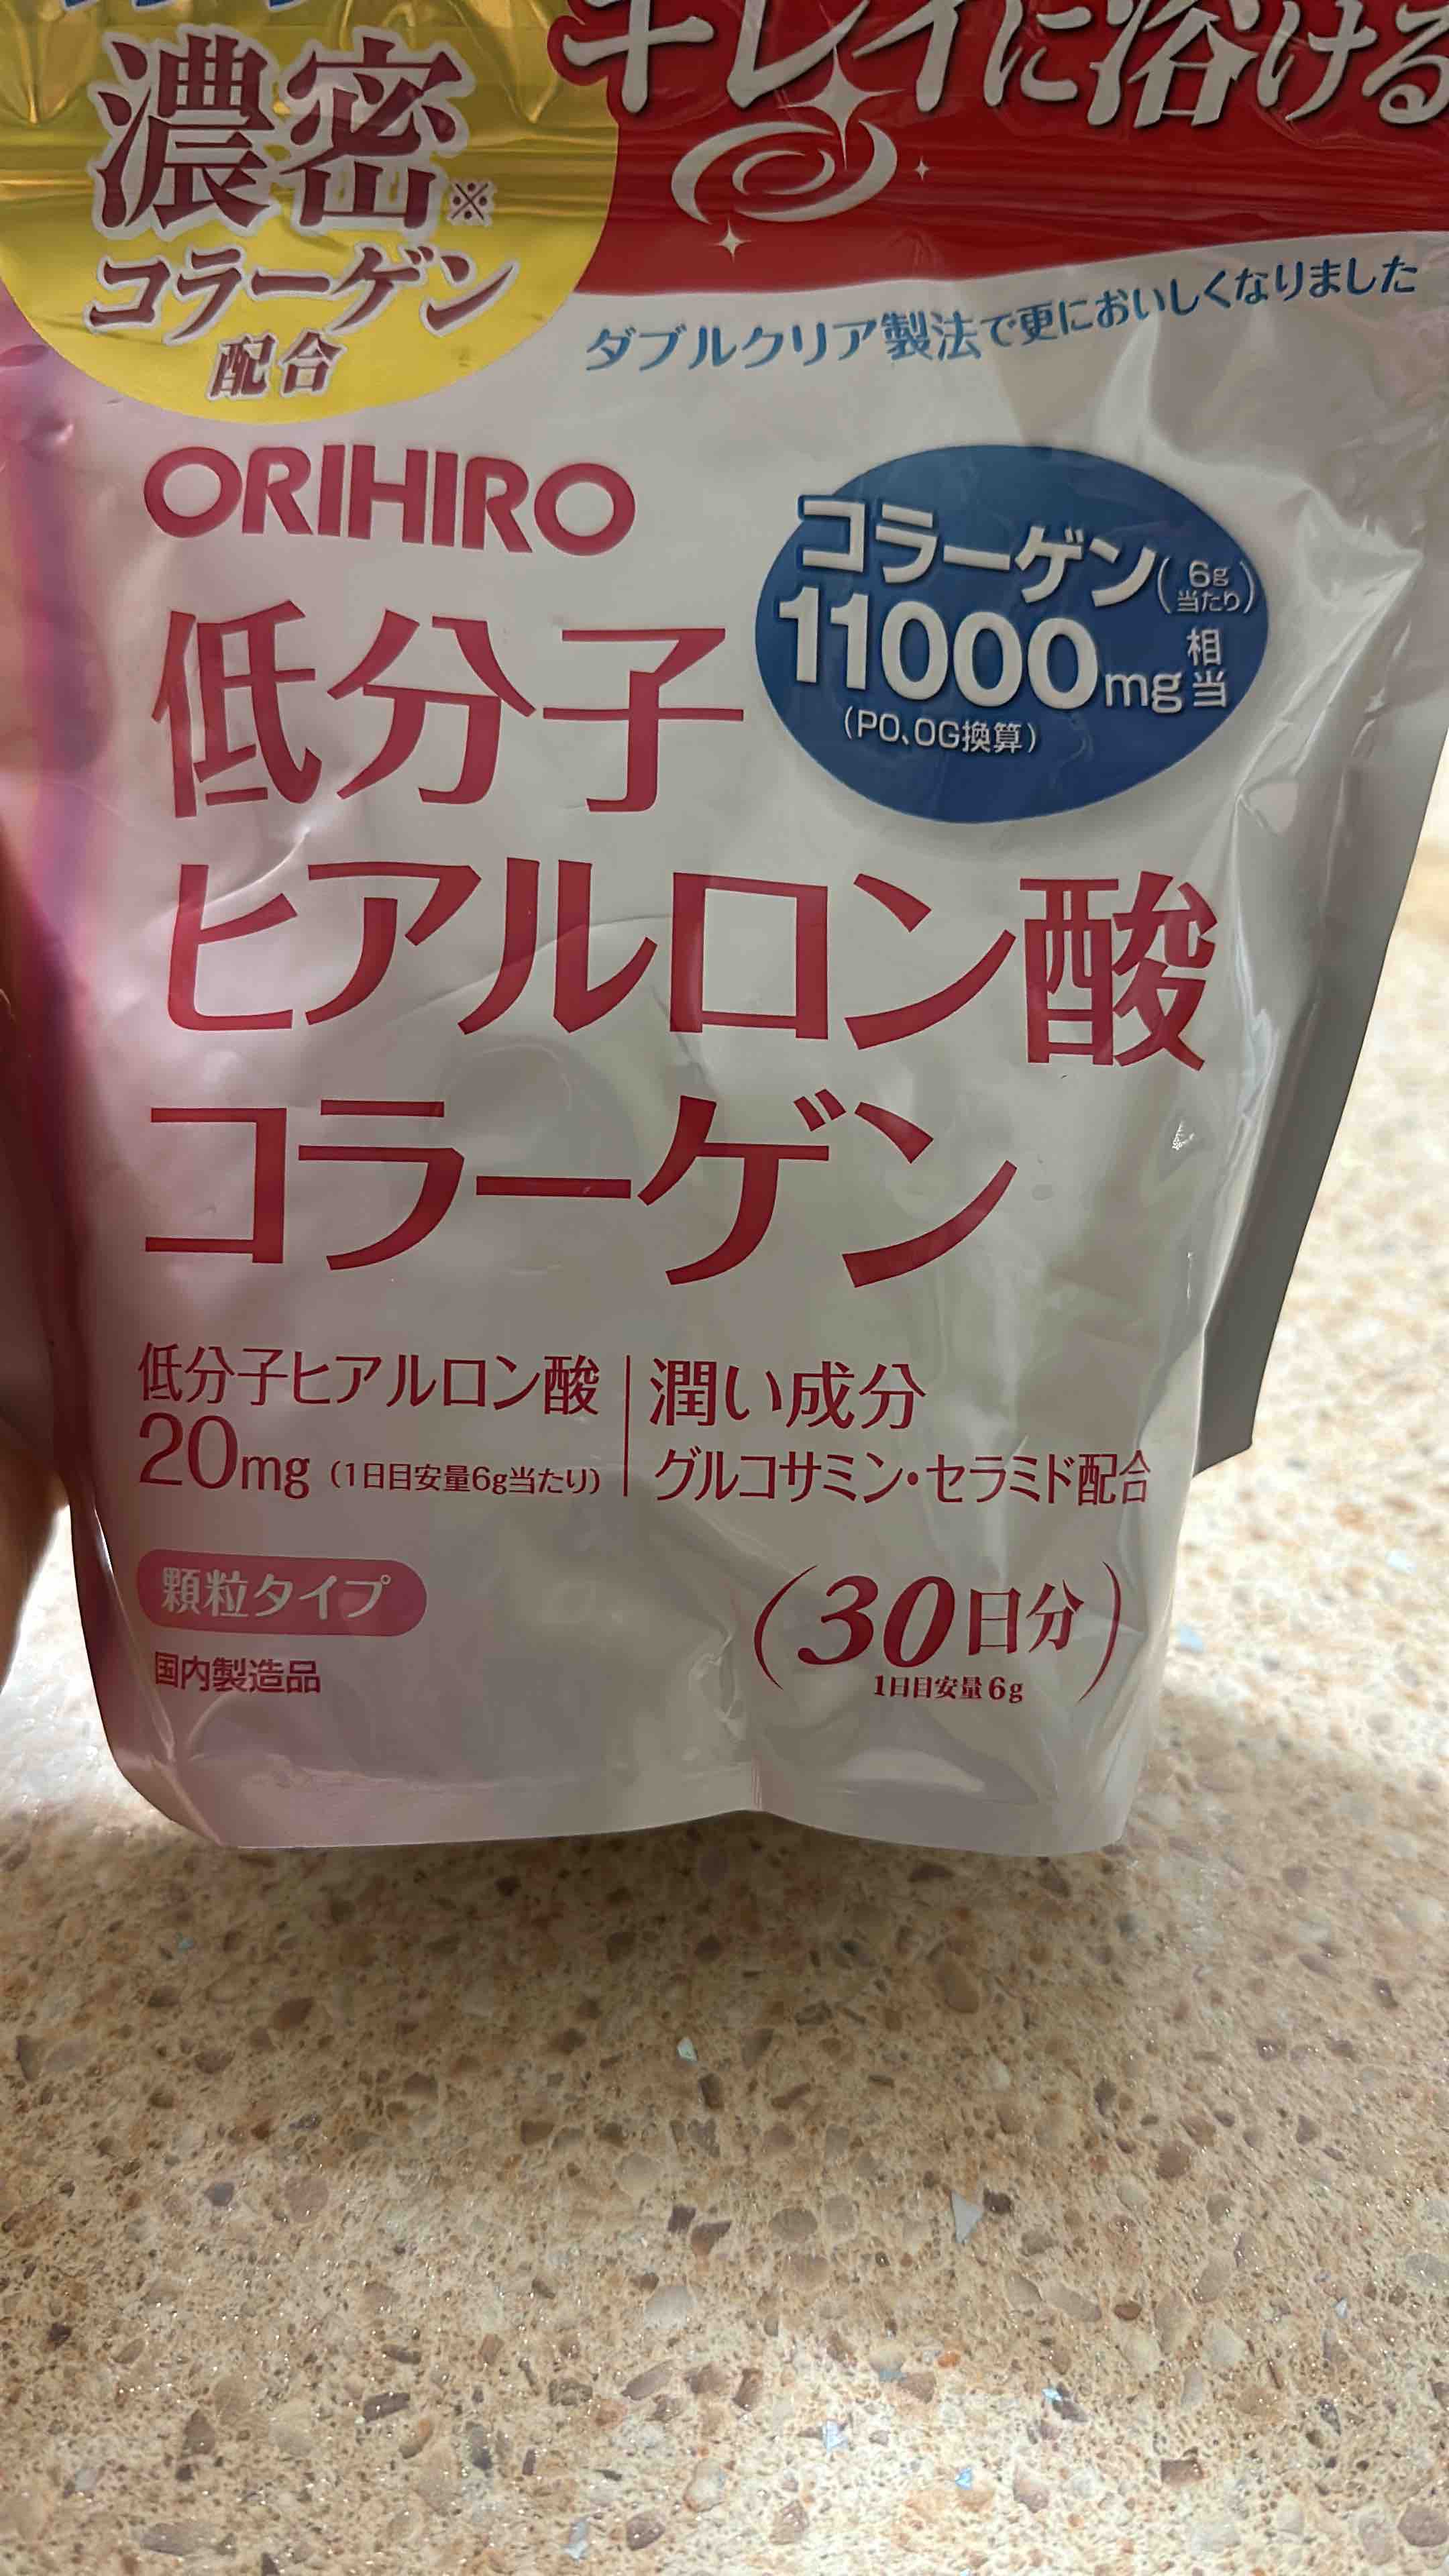 濃密※
コラーゲン
配合
キレイに溶ける
ダブルクリア製法で更においしくなりました
ORIHIRO
コラーゲン(6g当たり)
11000mg相当
(PO、OG換算)
低分子
ヒアルロン酸
コラーゲン
低分子ヒアルロン酸
20mg(1日目安量6g当たり)
潤い成分
グルコサミン・セラミド配合
顆粒タイプ
国内製造品
(30日分)
1日目安量6g